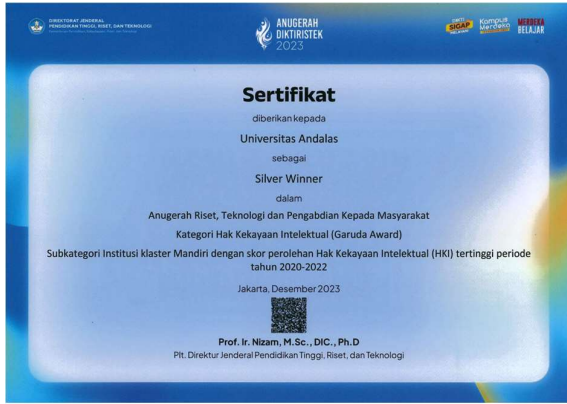 DIREKTORAT JENDERAL
PENDIDIKAN TINGGI, RISET, DAN TEKNOLOGI
ANUGERAH
DIKTIRISTEK
2023
SIGAP
MELAYANI
Kampus
Merdeka
MERDEKA
BELAJAR
Sertifikat
diberikan kepada
Universitas Andalas
sebagai
Silver Winner
dalam
Anugerah Riset, Teknologi dan Pengabdian Kepada Masyarakat
Kategori Hak Kekayaan Intelektual (Garuda Award)
Subkategori Institusi klaster Mandiri dengan skor perolehan Hak Kekayaan Intelektual (HKI) tertinggi periode
tahun 2020-2022
Jakarta, Desember 2023
Prof. Ir. Nizam, M.Sc., DIC., Ph.D
Plt. Direktur Jenderal Pendidikan Tinggi, Riset, dan Teknologi